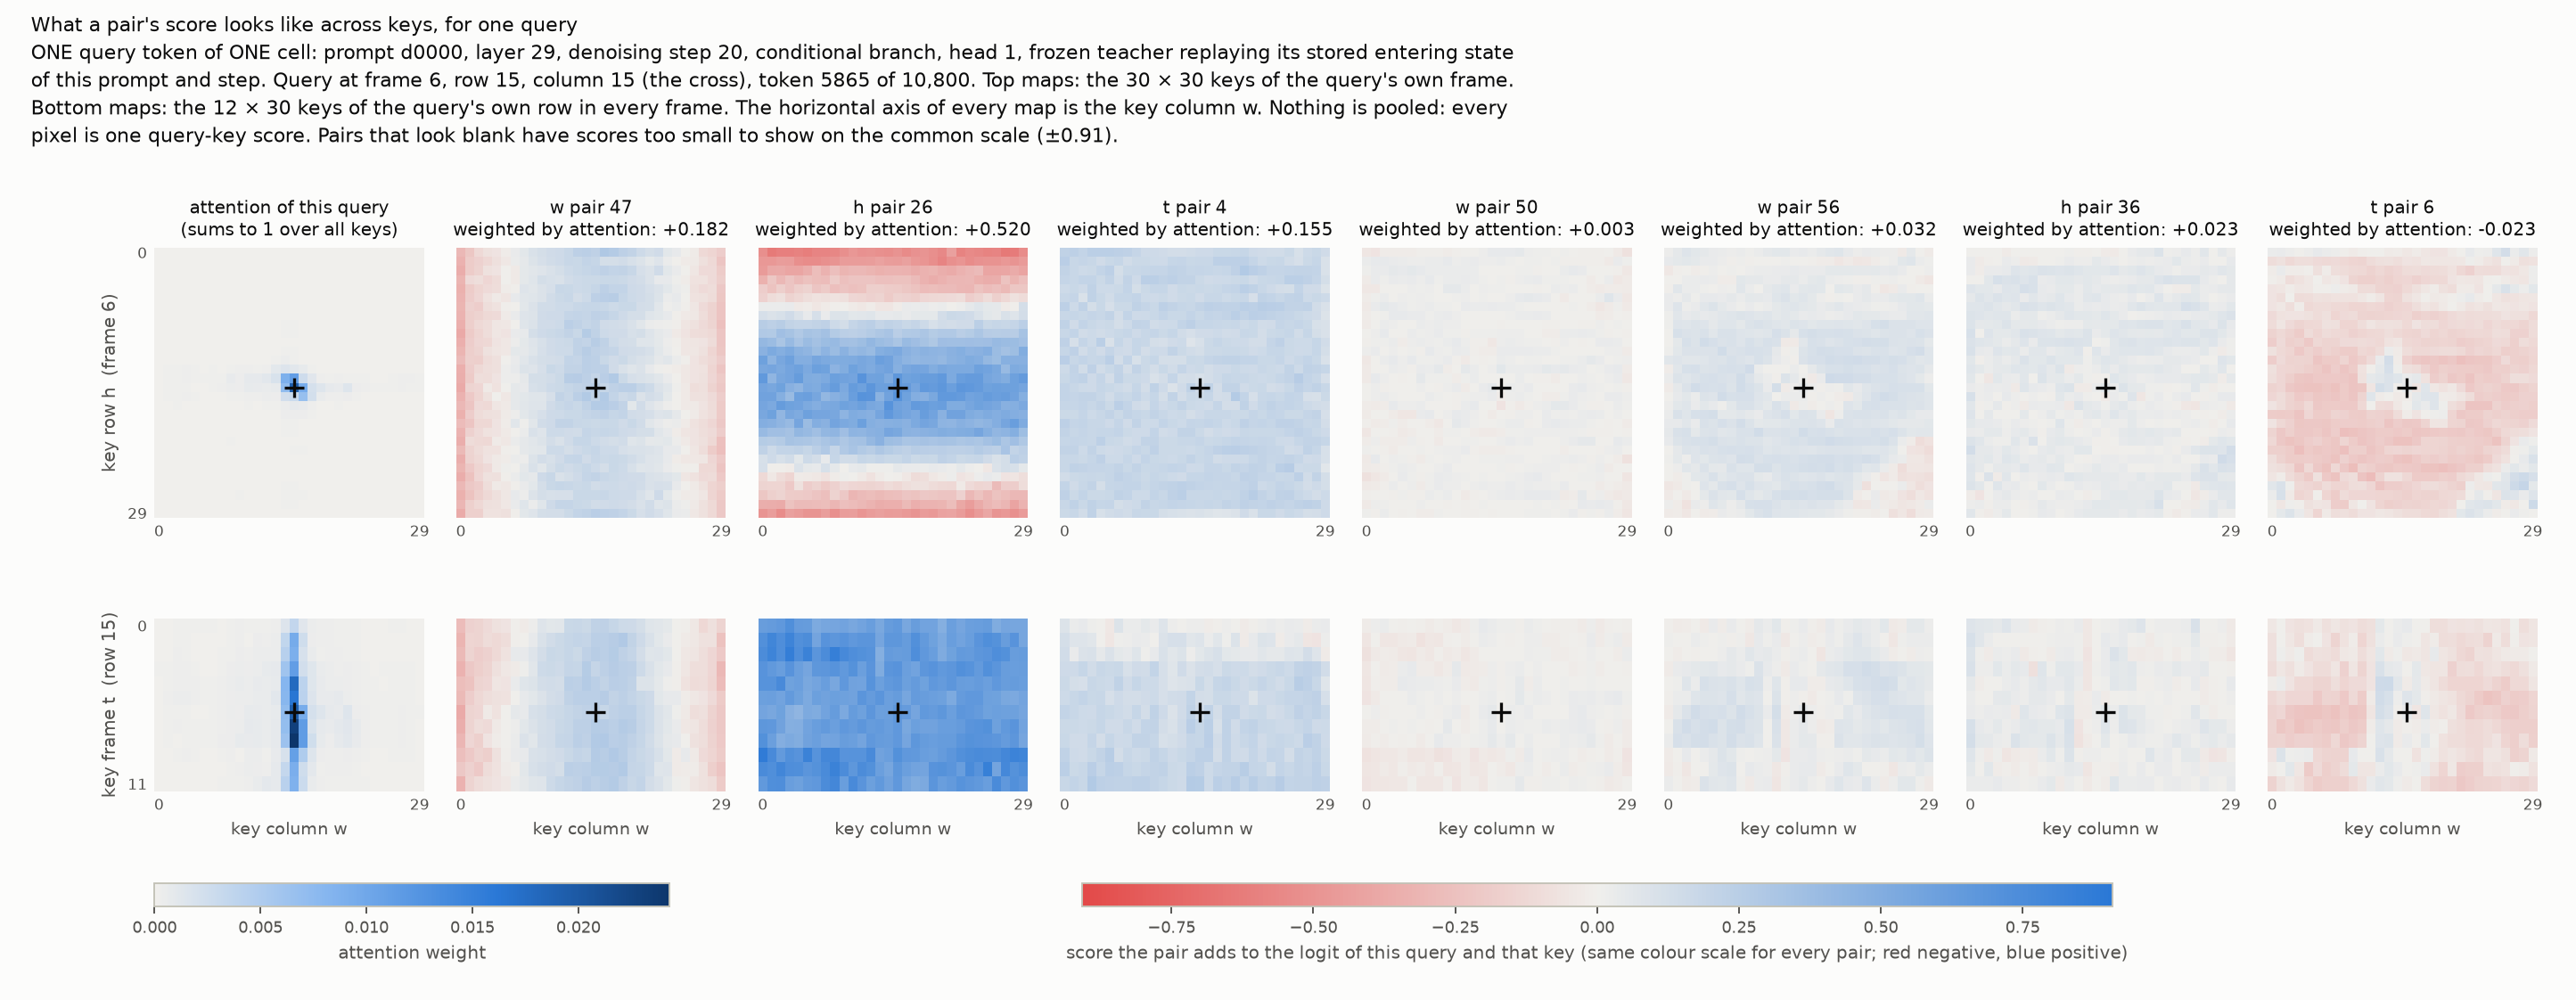 What a pair's score looks like across keys, for one query
ONE query token of ONE cell: prompt d0000, layer 29, denoising step 20, conditional branch, head 1, frozen teacher replaying its stored entering state
of this prompt and step. Query at frame 6, row 15, column 15 (the cross), token 5865 of 10,800. Top maps: the 30 × 30 keys of the query's own frame.
Bottom maps: the 12 × 30 keys of the query's own row in every frame. The horizontal axis of every map is the key column w. Nothing is pooled: every
pixel is one query-key score. Pairs that look blank have scores too small to show on the common scale (±0.91).
attention of this query
(sums to 1 over all keys)
w pair 47
weighted by attention: +0.182
h pair 26
weighted by attention: +0.520
t pair 4
weighted by attention: +0.155
w pair 50
weighted by attention: +0.003
w pair 56
weighted by attention: +0.032
h pair 36
weighted by attention: +0.023
t pair 6
weighted by attention: -0.023
key row h (frame 6)
0
29
0 29 0 29 0 29 0 29 0 29 0 29 0 29 0 29
key frame t (row 15)
0
11
0 29 0 29 0 29 0 29 0 29 0 29 0 29 0 29
key column w key column w key column w key column w key column w key column w key column w key column w
0.000 0.005 0.010 0.015 0.020
attention weight
−0.75 −0.50 −0.25 0.00 0.25 0.50 0.75
score the pair adds to the logit of this query and that key (same colour scale for every pair; red negative, blue positive)